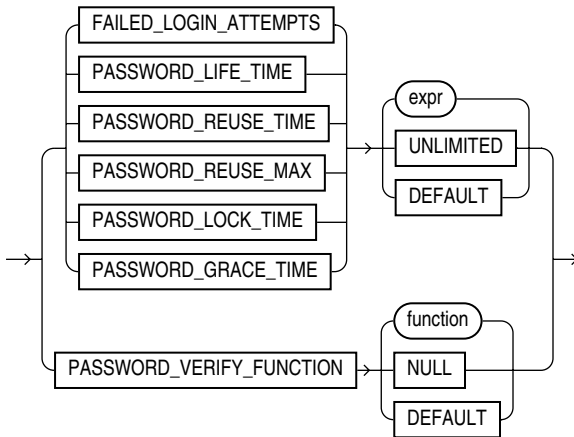 FAILED_LOGIN_ATTEMPTS
PASSWORD_LIFE_TIME
PASSWORD_REUSE_TIME
PASSWORD_REUSE_MAX
PASSWORD_LOCK_TIME
PASSWORD_GRACE_TIME
expr
UNLIMITED
DEFAULT
PASSWORD_VERIFY_FUNCTION
function
NULL
DEFAULT